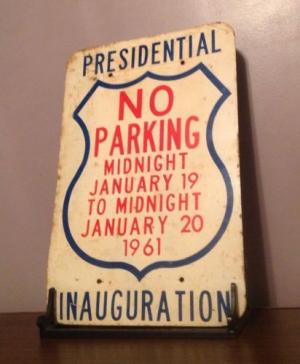 PRESIDENTIAL
NO
PARKING
MIDNIGHT
JANUARY 19
TO MIDNIGHT
JANUARY 20
1961
INAUGURATION